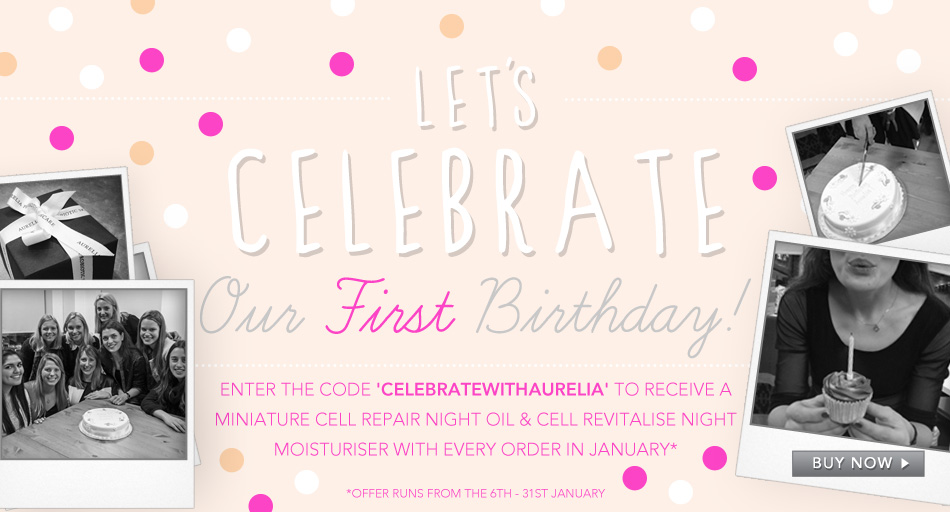 LET'S
CELEBRATE
Our First Birthday!
ENTER THE CODE 'CELEBRATEWITHAURELIA' TO RECEIVE A
MINIATURE CELL REPAIR NIGHT OIL & CELL REVITALISE NIGHT
MOISTURISER WITH EVERY ORDER IN JANUARY*
*OFFER RUNS FROM THE 6TH - 31ST JANUARY
BUY NOW